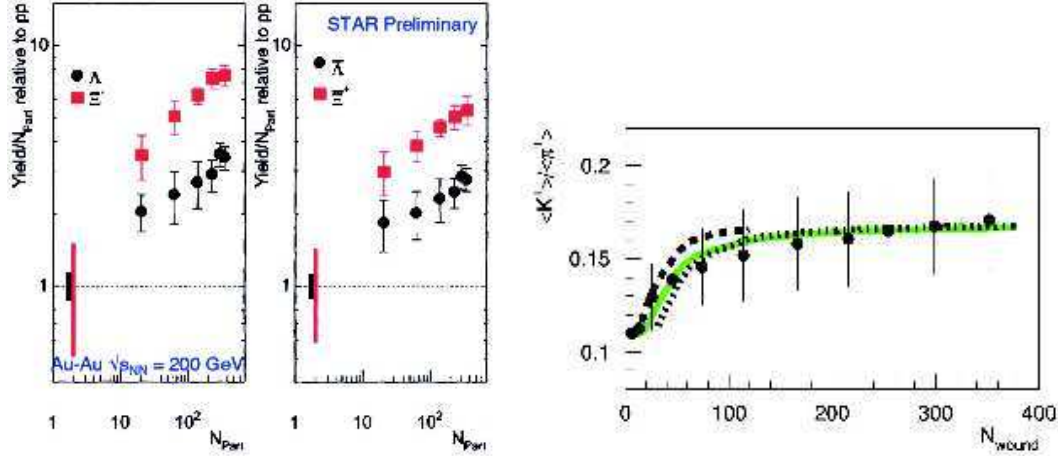 Yield/N_Part relative to pp
10
1
Λ
Ξ⁻
Au-Au √s_NN = 200 GeV
1 10 10²
N_Part
Yield/N_Part relative to pp
STAR Preliminary
10
1
Λ̅
Ξ̅⁺
1 10 10²
N_Part
<K⁺>/<π⁺>
0.2
0.15
0.1
0 100 200 300 400
N_wound